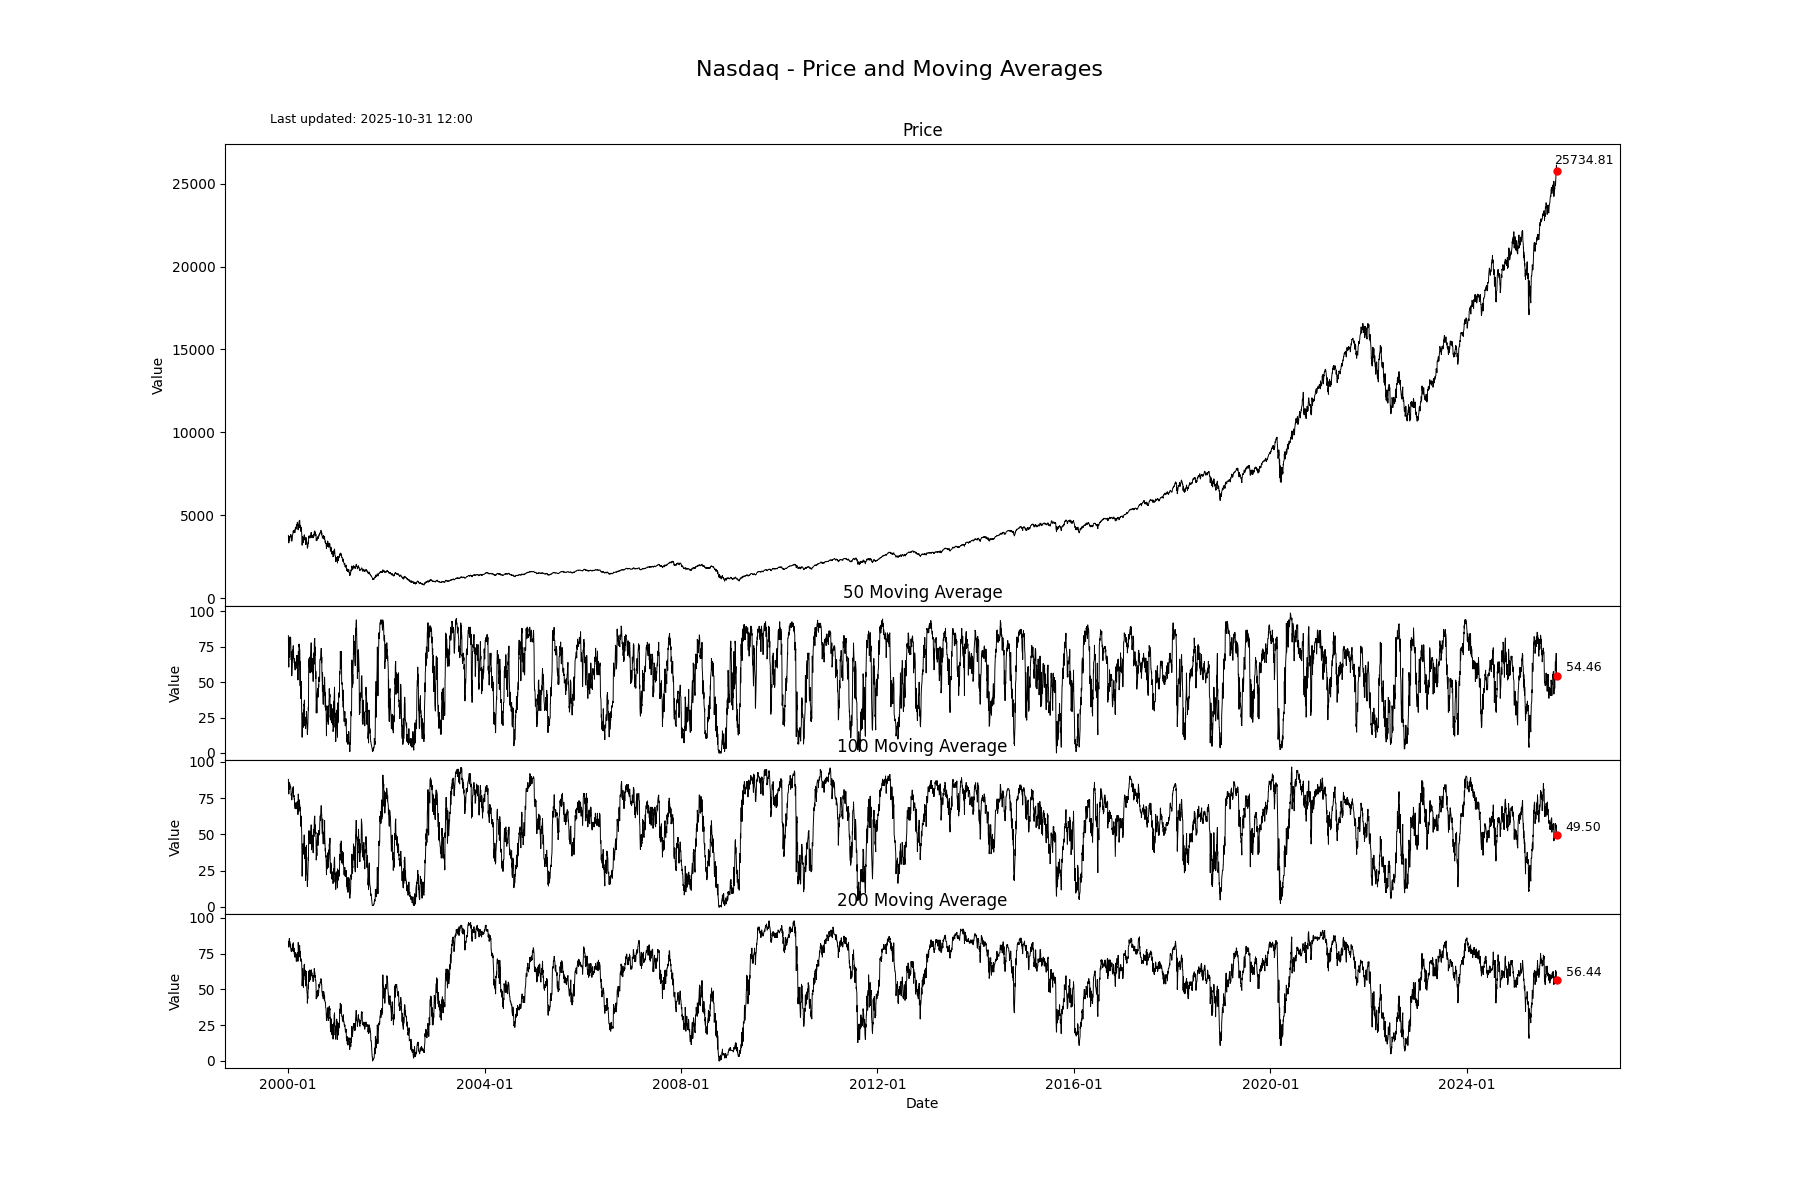 Nasdaq - Price and Moving Averages
Last updated: 2025-10-31 12:00
Price
25734.81
25000
20000
15000
10000
5000
0
Value
50 Moving Average
100
75
50
25
0
Value
54.46
100 Moving Average
100
75
50
25
0
Value
49.50
200 Moving Average
100
75
50
25
0
Value
56.44
2000-01 2004-01 2008-01 2012-01 2016-01 2020-01 2024-01
Date